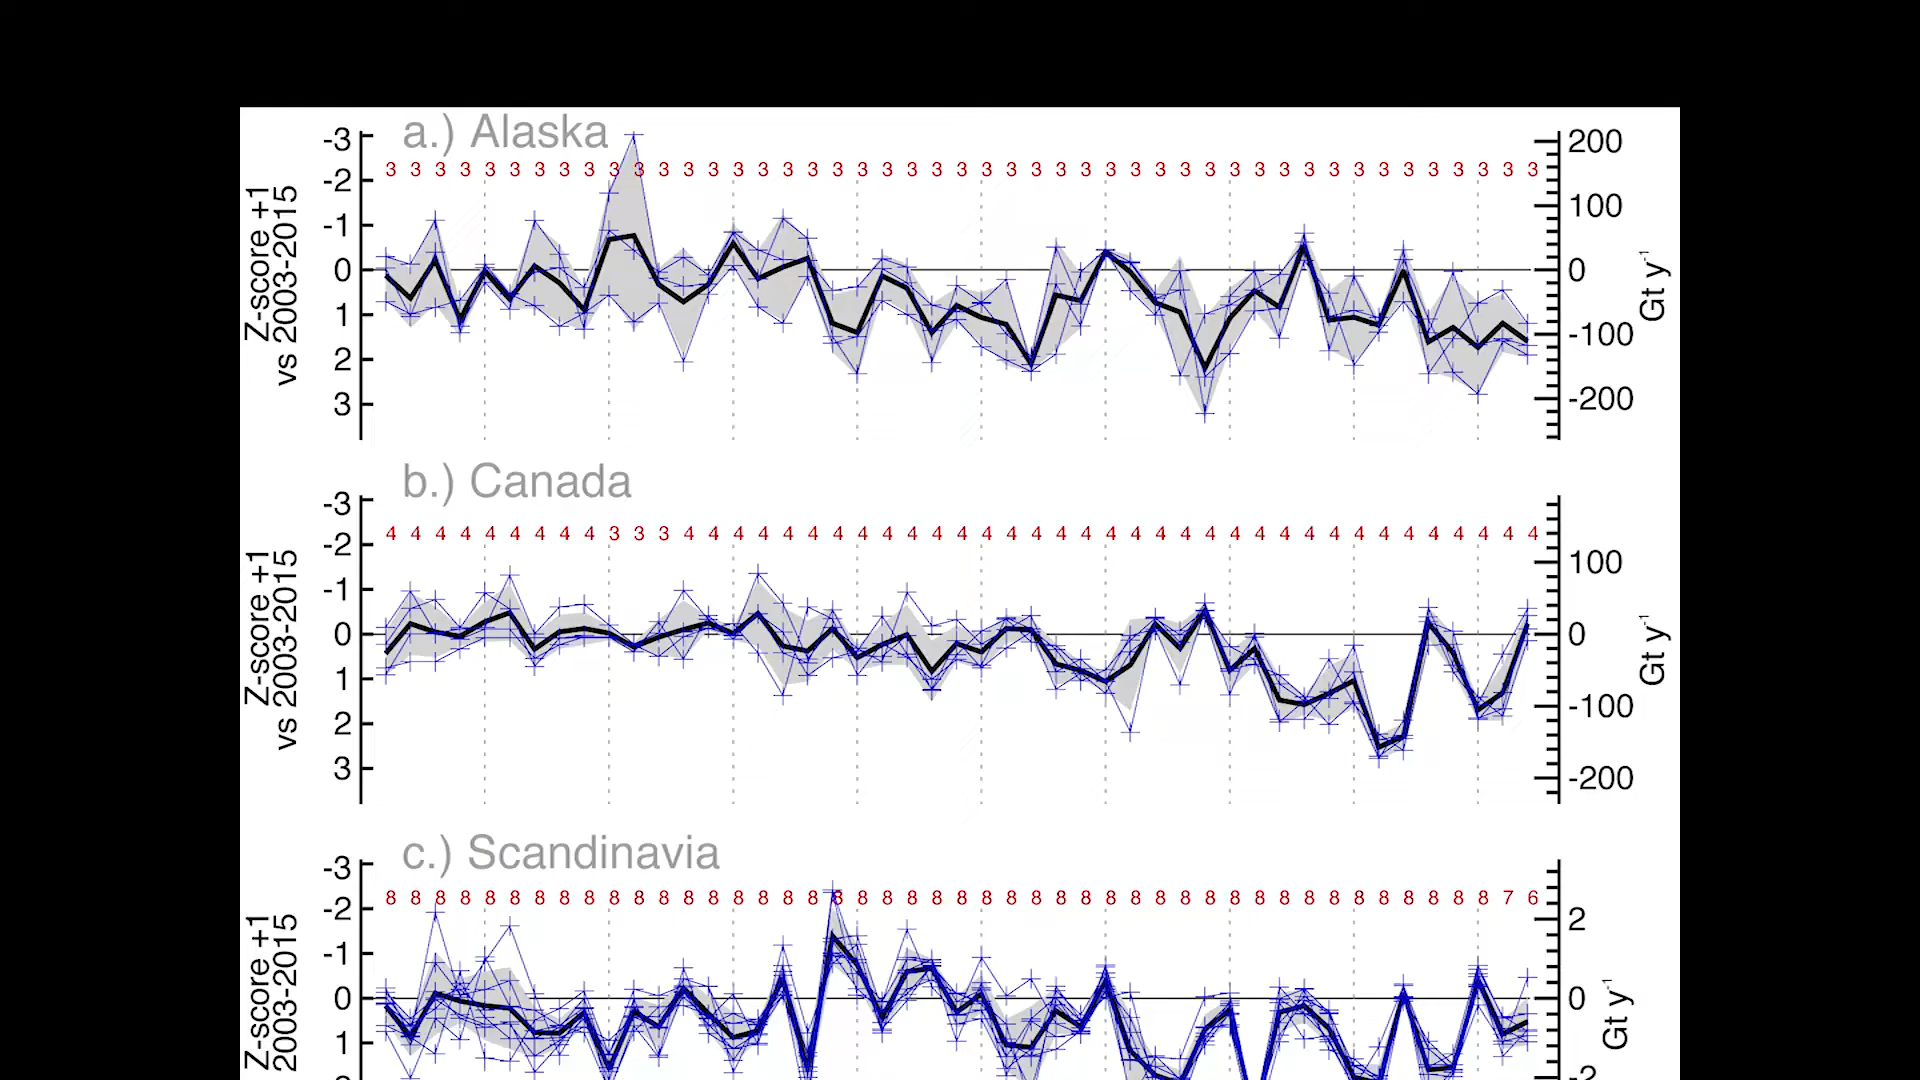 a.) Alaska
-3
-2
-1
0
1
2
3
Z-score +1
vs 2003-2015
3 3 3 3 3 3 3 3 3 3 3 3 3 3 3 3 3 3 3 3 3 3 3 3 3 3 3 3 3 3 3 3 3 3 3 3 3 3 3 3 3 3 3 3 3 3 3
200
100
0
-100
-200
Gt y⁻¹
b.) Canada
-3
-2
-1
0
1
2
3
Z-score +1
vs 2003-2015
4 4 4 4 4 4 4 4 4 3 3 3 4 4 4 4 4 4 4 4 4 4 4 4 4 4 4 4 4 4 4 4 4 4 4 4 4 4 4 4 4 4 4 4 4 4 4
100
0
-100
-200
Gt y⁻¹
c.) Scandinavia
-3
-2
-1
0
1
Z-score +1
2003-2015
8 8 8 8 8 8 8 8 8 8 8 8 8 8 8 8 8 8 8 8 8 8 8 8 8 8 8 8 8 8 8 8 8 8 8 8 8 8 8 8 8 8 8 8 8 7 6
2
0
-2
Gt y⁻¹